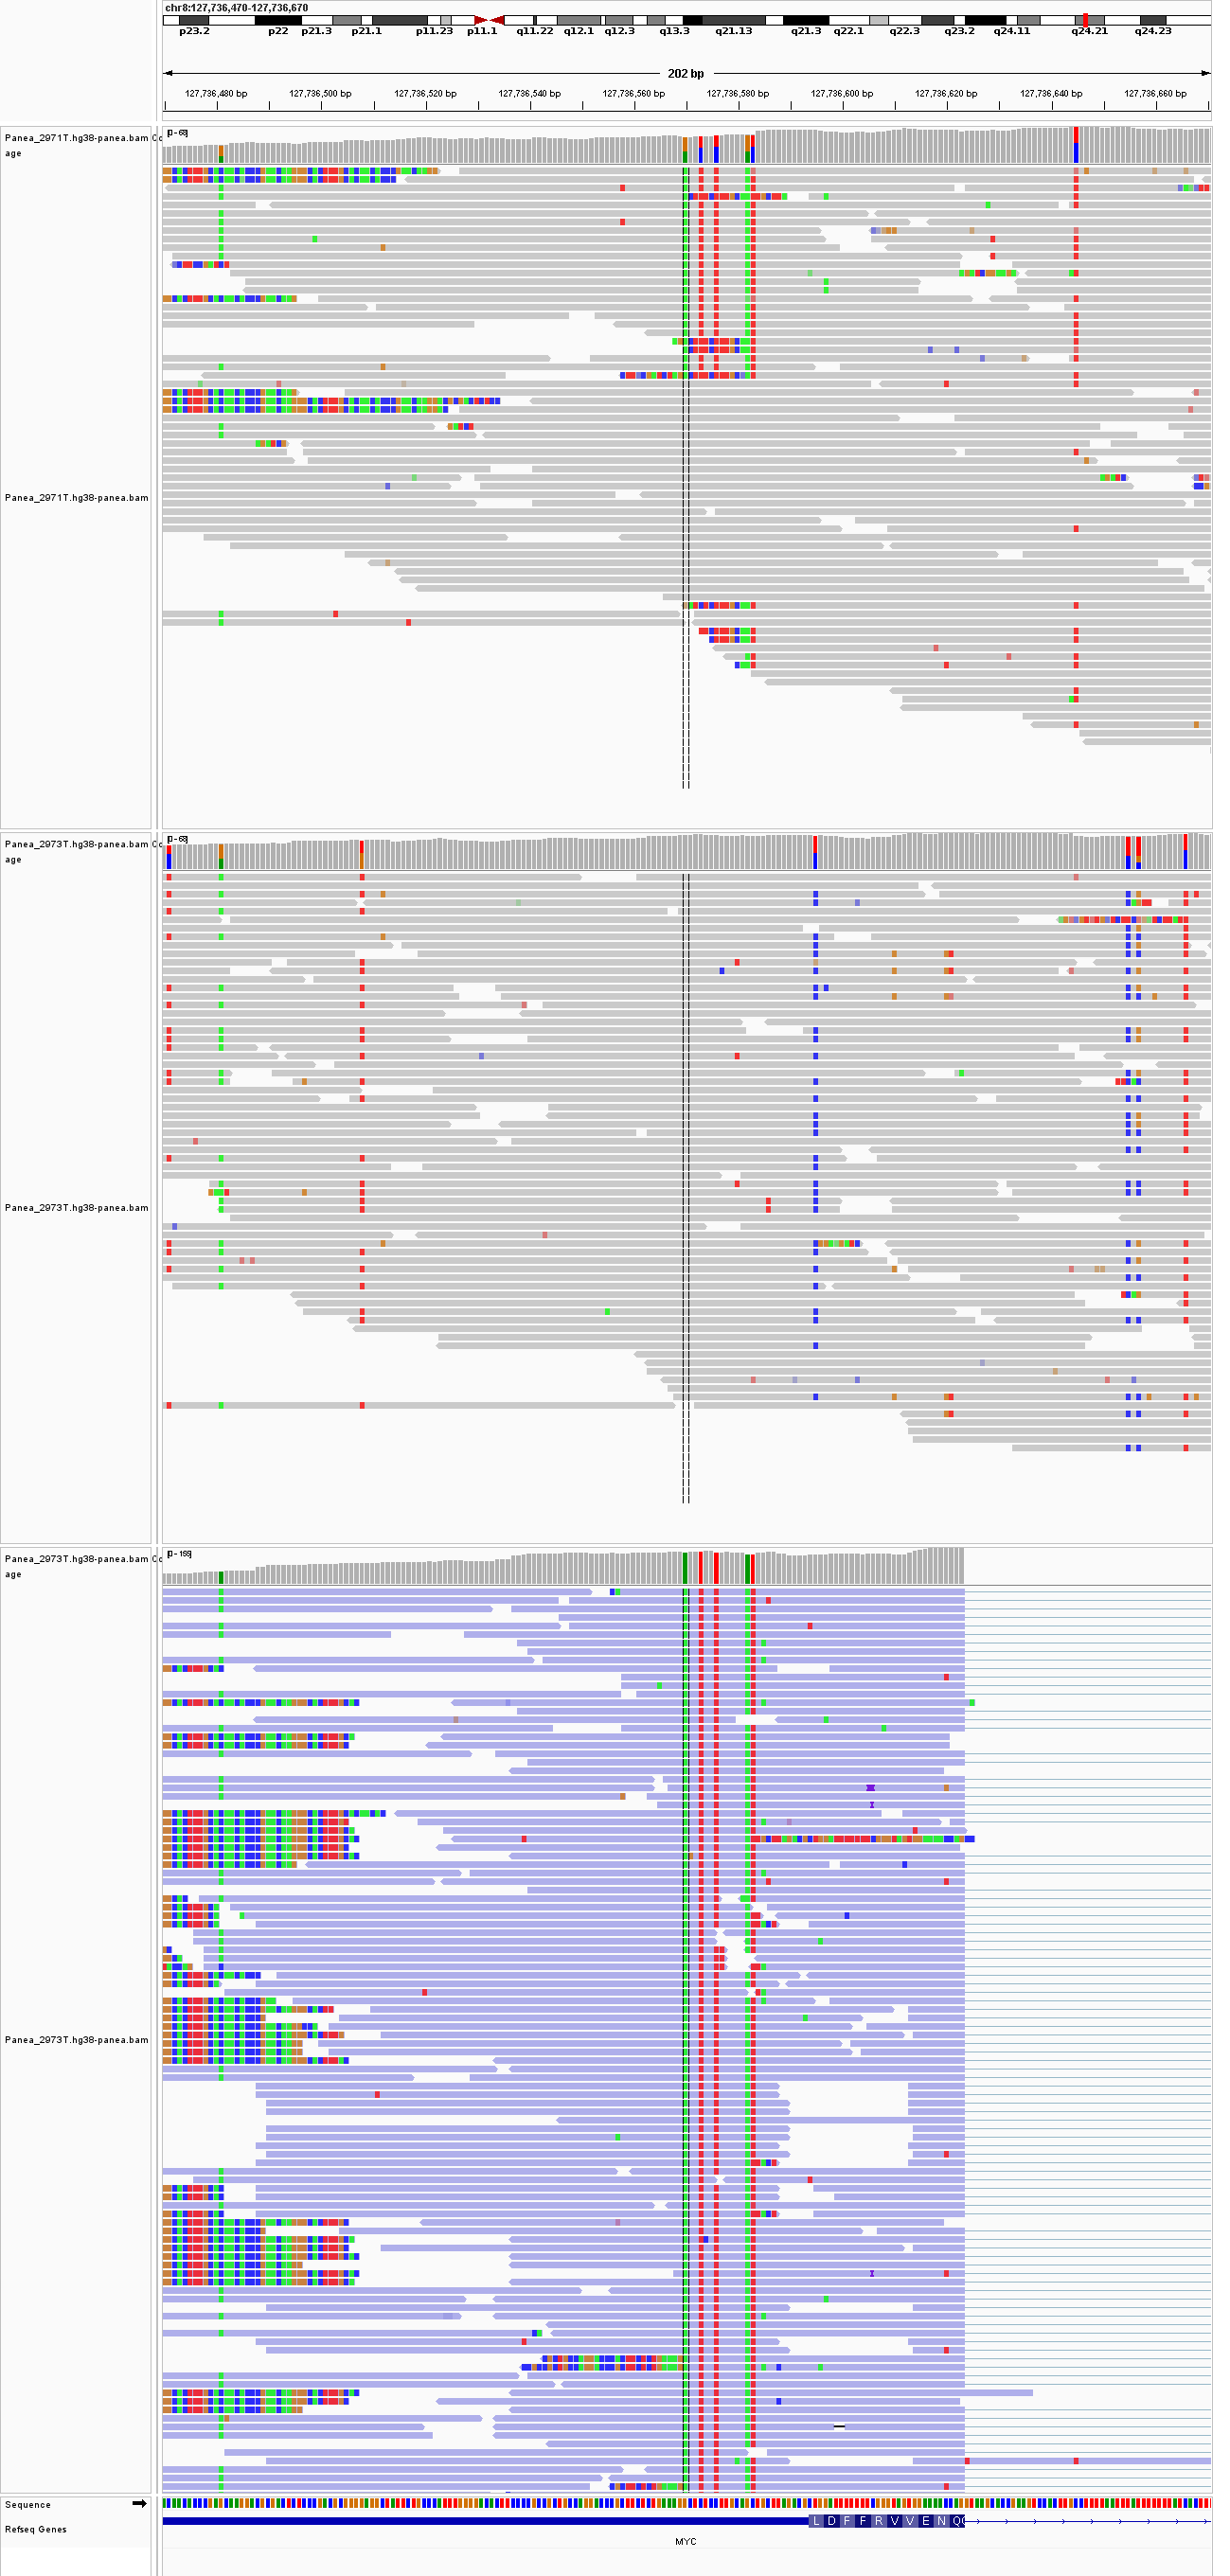 chr8:127,736,470-127,736,670
p23.2 p22 p21.3 p21.1 p11.23 p11.1 q11.22 q12.1 q12.3 q13.3 q21.13 q21.3 q22.1 q22.3 q23.2 q24.11 q24.21 q24.23
202 bp
127,736,480 bp 127,736,500 bp 127,736,520 bp 127,736,540 bp 127,736,560 bp 127,736,580 bp 127,736,600 bp 127,736,620 bp 127,736,640 bp 127,736,660 bp
Panea_2971T.hg38-panea.bam Co
age
[0 - 68]
Panea_2971T.hg38-panea.bam
Panea_2973T.hg38-panea.bam Co
age
[0 - 68]
Panea_2973T.hg38-panea.bam
Panea_2973T.hg38-panea.bam Co
age
Panea_2973T.hg38-panea.bam
Sequence
Refseq Genes
L D F F R V V E N Q
MYC